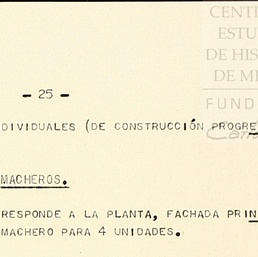 CENT
ESTU
DE HIS
DE M
FUND
- 25 -
DIVIDUALES (DE CONSTRUCCIÓN PROGRE
MACHEROS.
RESPONDE A LA PLANTA, FACHADA PRIN
MACHERO PARA 4 UNIDADES.